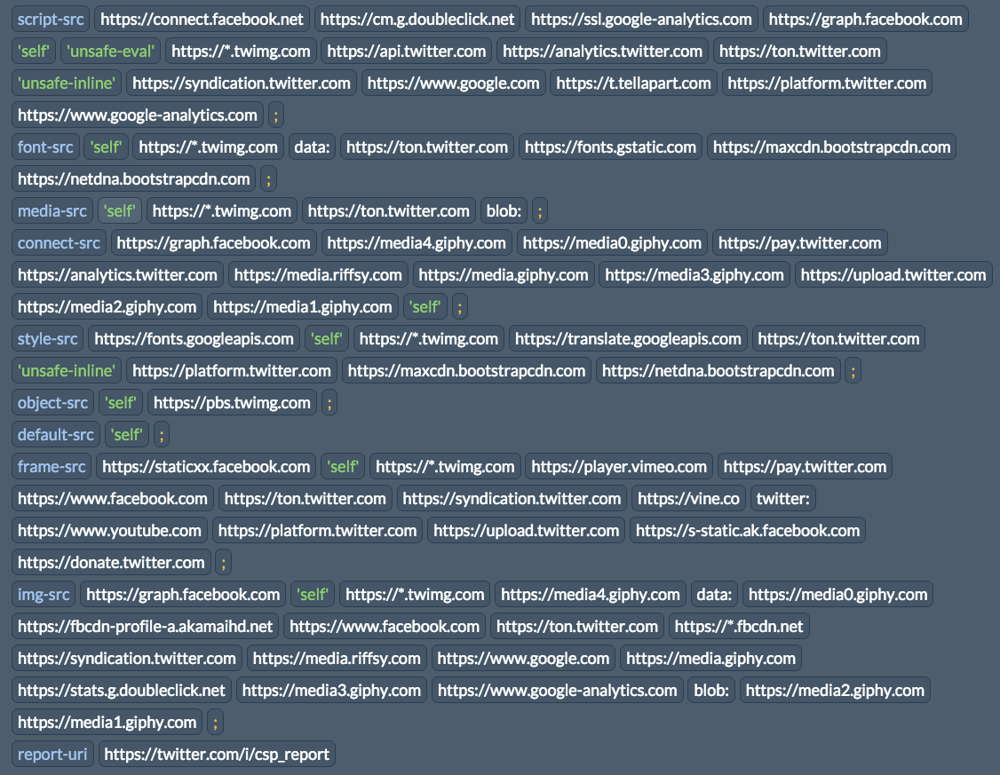 script-src https://connect.facebook.net https://cm.g.doubleclick.net https://ssl.google-analytics.com https://graph.facebook.com
'self' 'unsafe-eval' https://*.twimg.com https://api.twitter.com https://analytics.twitter.com https://ton.twitter.com
'unsafe-inline' https://syndication.twitter.com https://www.google.com https://t.tellapart.com https://platform.twitter.com
https://www.google-analytics.com ;
font-src 'self' https://*.twimg.com data: https://ton.twitter.com https://fonts.gstatic.com https://maxcdn.bootstrapcdn.com
https://netdna.bootstrapcdn.com ;
media-src 'self' https://*.twimg.com https://ton.twitter.com blob: ;
connect-src https://graph.facebook.com https://media4.giphy.com https://media0.giphy.com https://pay.twitter.com
https://analytics.twitter.com https://media.riffsy.com https://media.giphy.com https://media3.giphy.com https://upload.twitter.com
https://media2.giphy.com https://media1.giphy.com 'self' ;
style-src https://fonts.googleapis.com 'self' https://*.twimg.com https://translate.googleapis.com https://ton.twitter.com
'unsafe-inline' https://platform.twitter.com https://maxcdn.bootstrapcdn.com https://netdna.bootstrapcdn.com ;
object-src 'self' https://pbs.twimg.com ;
default-src 'self' ;
frame-src https://staticxx.facebook.com 'self' https://*.twimg.com https://player.vimeo.com https://pay.twitter.com
https://www.facebook.com https://ton.twitter.com https://syndication.twitter.com https://vine.co twitter:
https://www.youtube.com https://platform.twitter.com https://upload.twitter.com https://s-static.ak.facebook.com
https://donate.twitter.com ;
img-src https://graph.facebook.com 'self' https://*.twimg.com https://media4.giphy.com data: https://media0.giphy.com
https://fbcdn-profile-a.akamaihd.net https://www.facebook.com https://ton.twitter.com https://*.fbcdn.net
https://syndication.twitter.com https://media.riffsy.com https://www.google.com https://media.giphy.com
https://stats.g.doubleclick.net https://media3.giphy.com https://www.google-analytics.com blob: https://media2.giphy.com
https://media1.giphy.com ;
report-uri https://twitter.com/i/csp_report